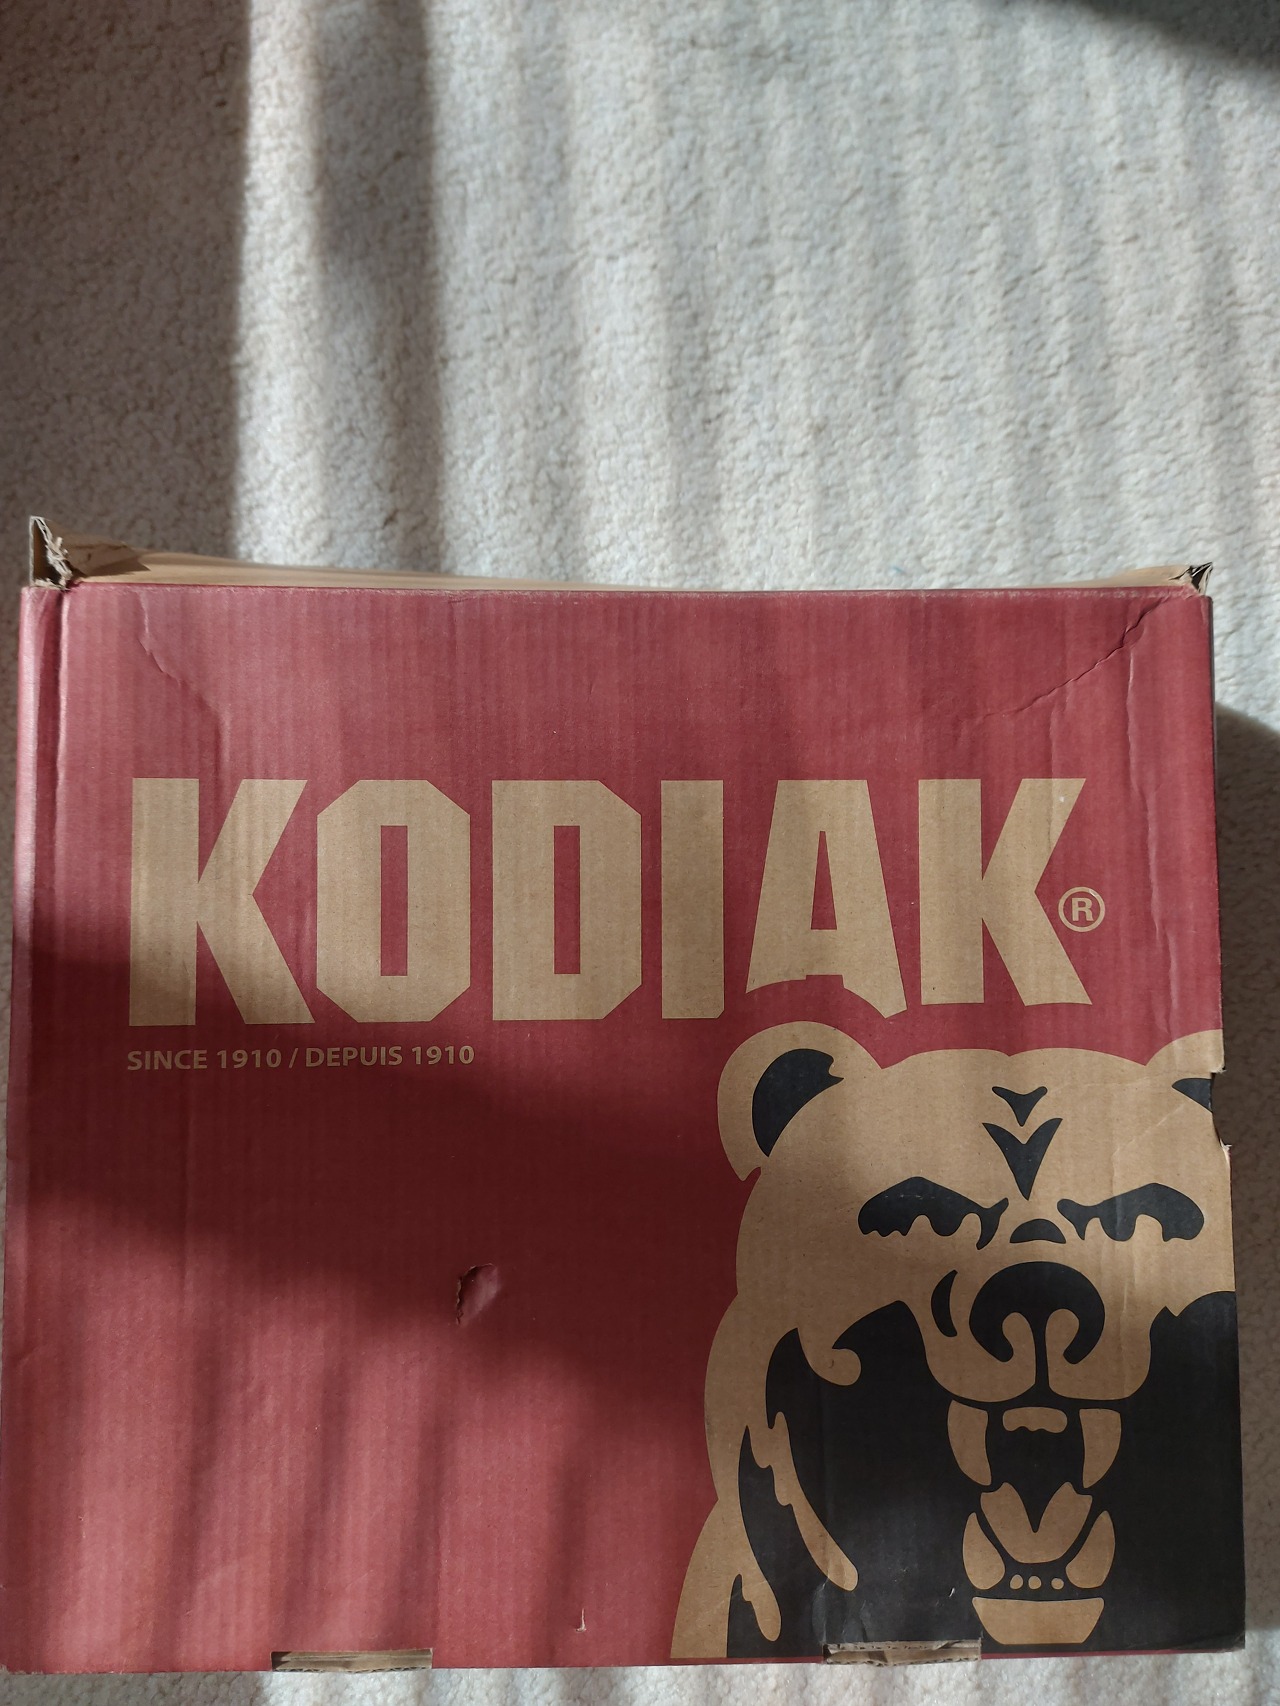 KODIAK®
SINCE 1910 / DEPUIS 1910